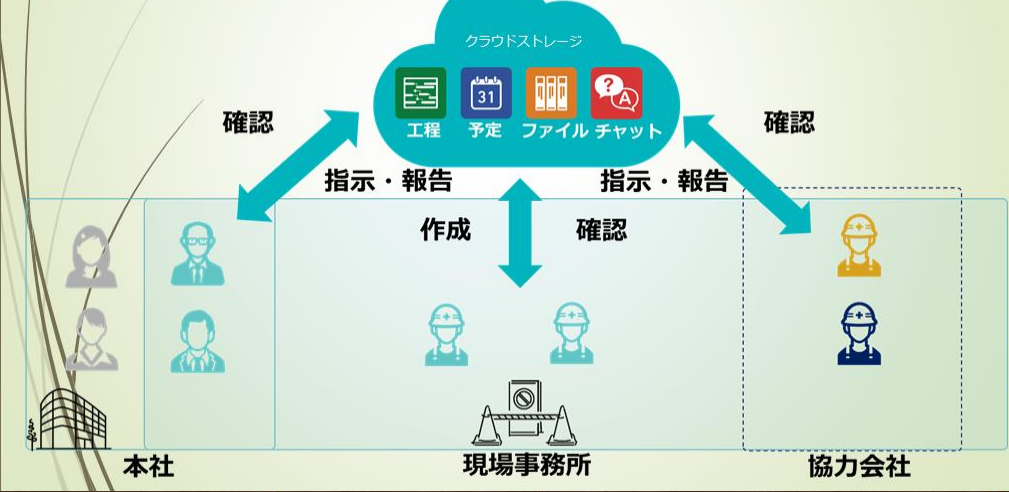 クラウドストレージ
31
? A
工程 予定 ファイル チャット
確認
確認
指示・報告
指示・報告
作成
確認
本社
現場事務所
協力会社